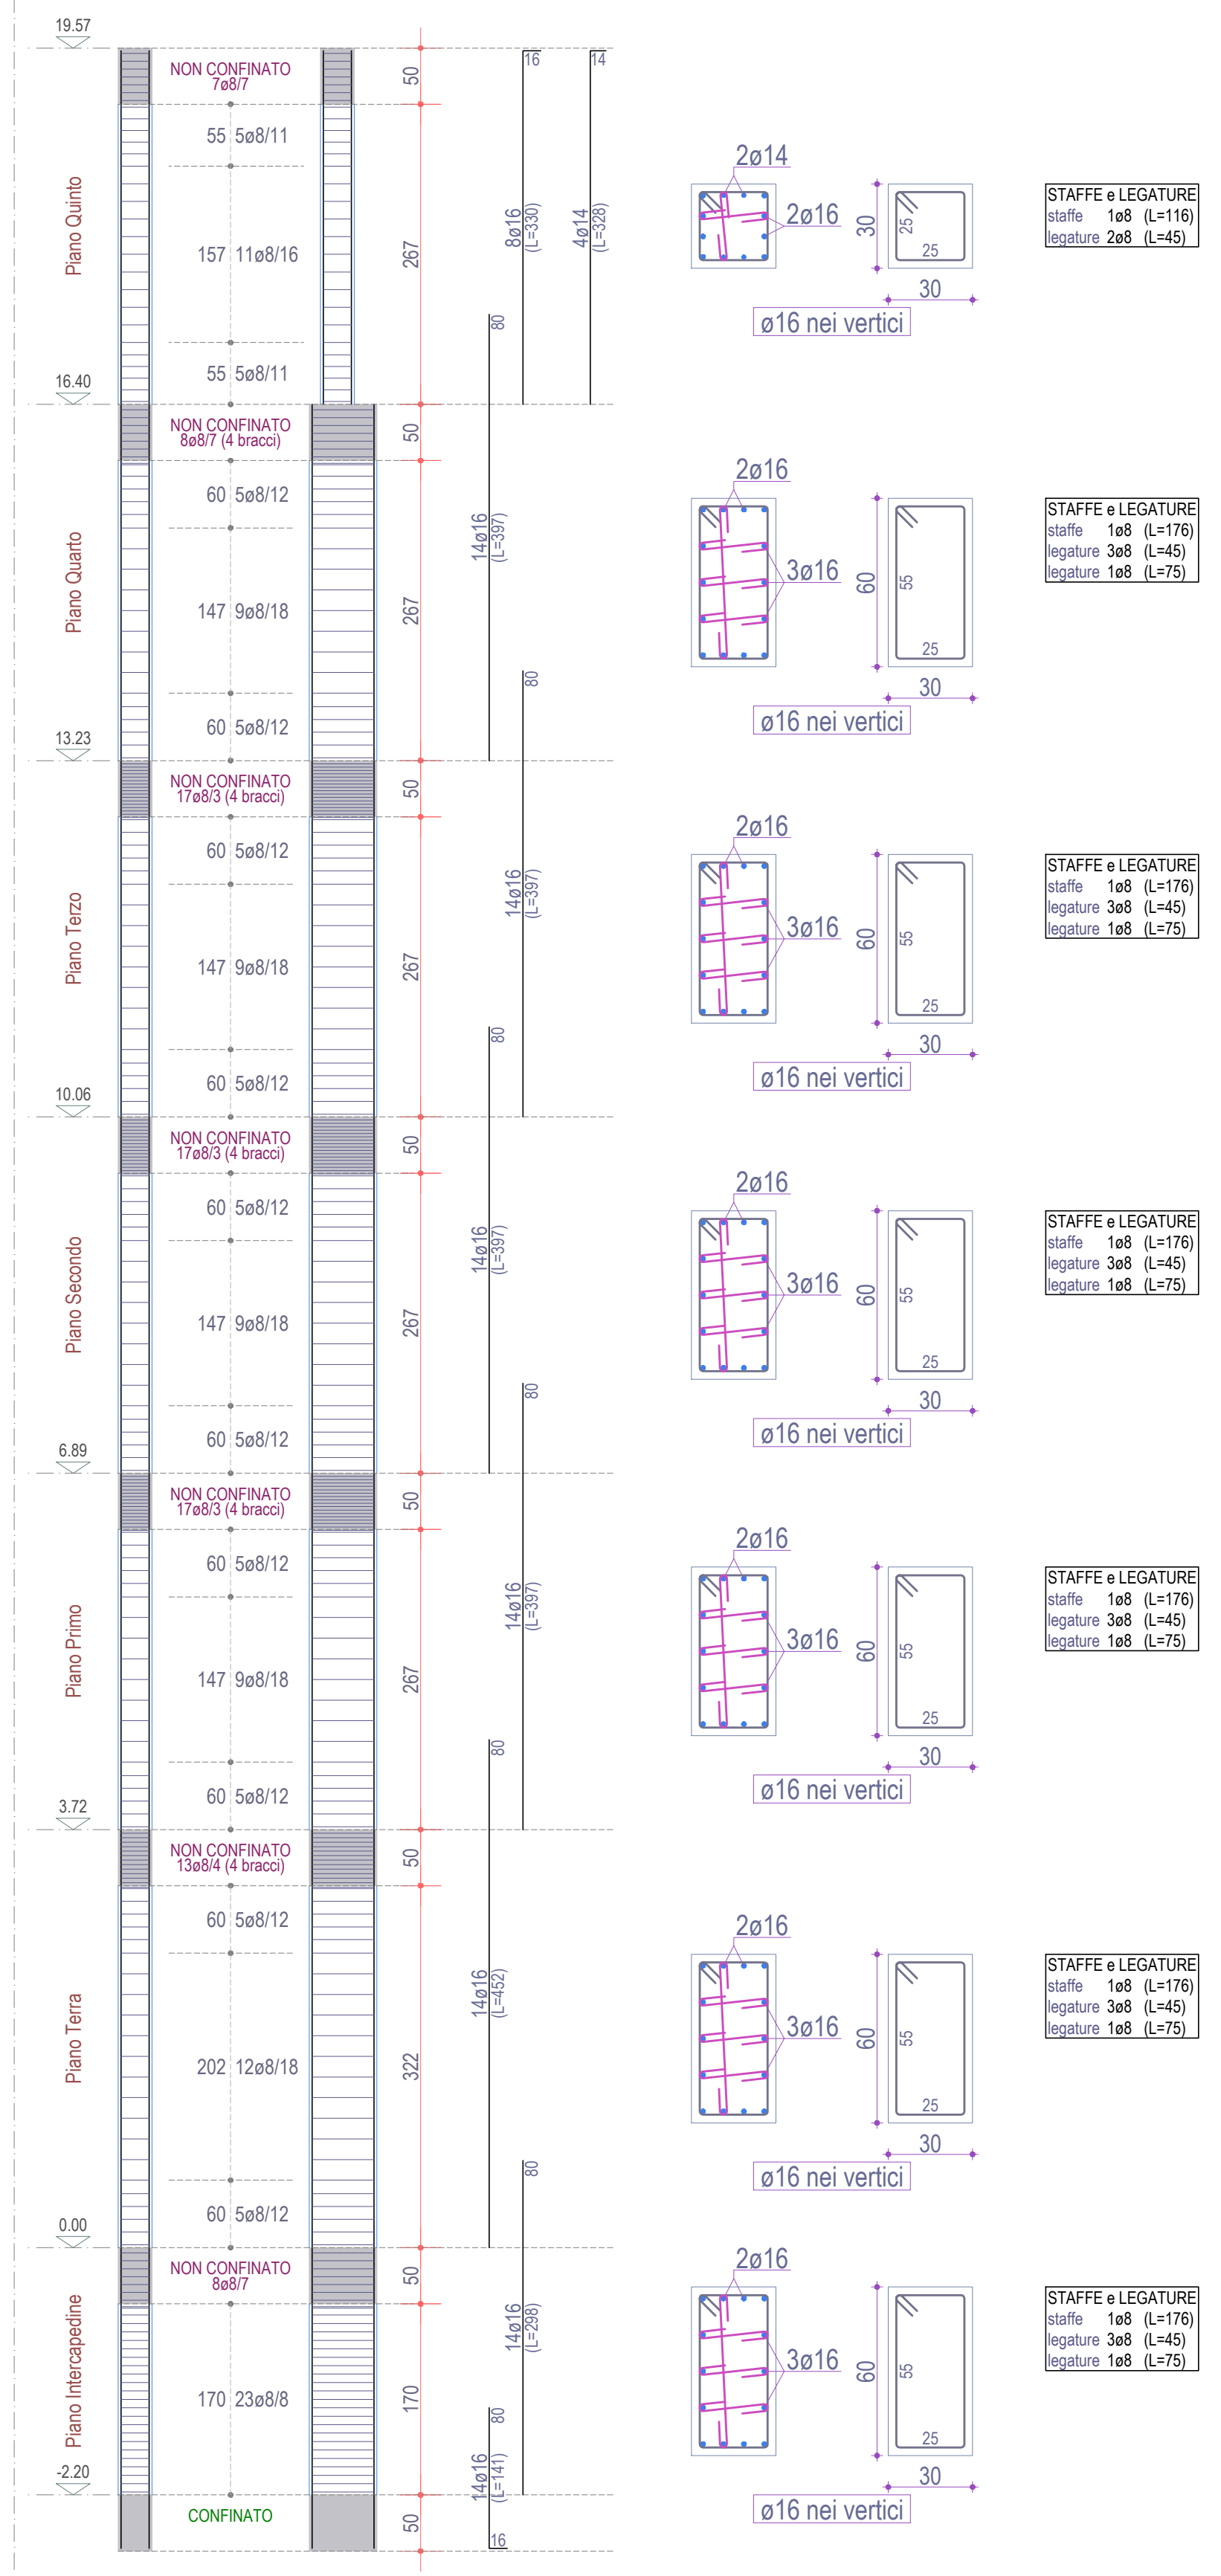 19.57
NON CONFINATO
7ø8/7
50
16
14
55 5ø8/11
Piano Quinto
157 11ø8/16
267
8ø16
(L=330)
4ø14
(L=328)
80
55 5ø8/11
2ø14
2ø16
30
25
25
30
ø16 nei vertici
STAFFE e LEGATURE
staffe 1ø8 (L=116)
legature 2ø8 (L=45)
16.40
NON CONFINATO
8ø8/7 (4 bracci)
50
60 5ø8/12
Piano Quarto
147 9ø8/18
267
14ø16
(L=397)
80
60 5ø8/12
2ø16
3ø16
60
55
25
30
ø16 nei vertici
STAFFE e LEGATURE
staffe 1ø8 (L=176)
legature 3ø8 (L=45)
legature 1ø8 (L=75)
13.23
NON CONFINATO
17ø8/3 (4 bracci)
50
60 5ø8/12
Piano Terzo
147 9ø8/18
267
14ø16
(L=397)
80
60 5ø8/12
2ø16
3ø16
60
55
25
30
ø16 nei vertici
STAFFE e LEGATURE
staffe 1ø8 (L=176)
legature 3ø8 (L=45)
legature 1ø8 (L=75)
10.06
NON CONFINATO
17ø8/3 (4 bracci)
50
60 5ø8/12
Piano Secondo
147 9ø8/18
267
14ø16
(L=397)
80
60 5ø8/12
2ø16
3ø16
60
55
25
30
ø16 nei vertici
STAFFE e LEGATURE
staffe 1ø8 (L=176)
legature 3ø8 (L=45)
legature 1ø8 (L=75)
6.89
NON CONFINATO
17ø8/3 (4 bracci)
50
60 5ø8/12
Piano Primo
147 9ø8/18
267
14ø16
(L=397)
80
60 5ø8/12
2ø16
3ø16
60
55
25
30
ø16 nei vertici
STAFFE e LEGATURE
staffe 1ø8 (L=176)
legature 3ø8 (L=45)
legature 1ø8 (L=75)
3.72
NON CONFINATO
13ø8/4 (4 bracci)
50
60 5ø8/12
Piano Terra
202 12ø8/18
322
14ø16
(L=452)
80
60 5ø8/12
2ø16
3ø16
60
55
25
30
ø16 nei vertici
STAFFE e LEGATURE
staffe 1ø8 (L=176)
legature 3ø8 (L=45)
legature 1ø8 (L=75)
0.00
NON CONFINATO
8ø8/7
50
Piano Intercapedine
170 23ø8/8
170
14ø16
(L=298)
80
14ø16
(L=141)
2ø16
3ø16
60
55
25
30
ø16 nei vertici
STAFFE e LEGATURE
staffe 1ø8 (L=176)
legature 3ø8 (L=45)
legature 1ø8 (L=75)
-2.20
CONFINATO
50
16